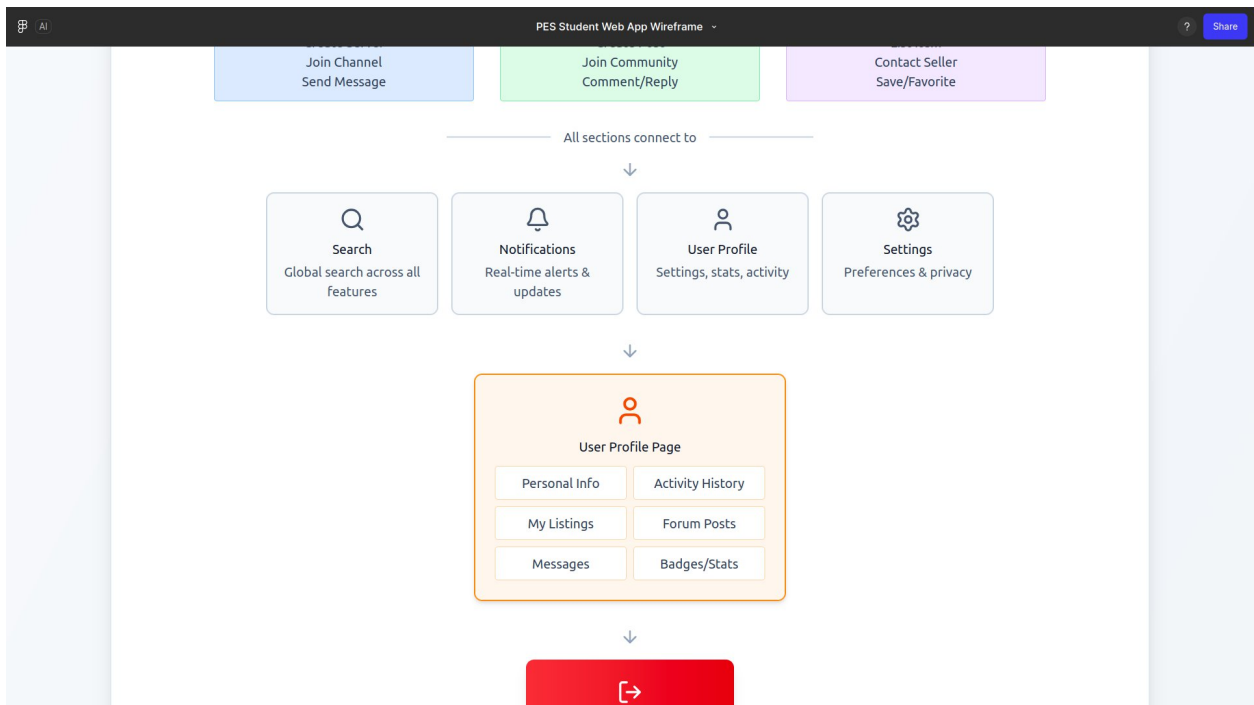 AI
PES Student Web App Wireframe
?
Share
Join Channel
Send Message
Join Community
Comment/Reply
Contact Seller
Save/Favorite
All sections connect to
Search
Global search across all
features
Notifications
Real-time alerts &
updates
User Profile
Settings, stats, activity
Settings
Preferences & privacy
User Profile Page
Personal Info
Activity History
My Listings
Forum Posts
Messages
Badges/Stats